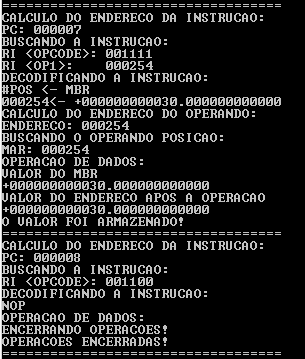 ==========================================
CALCULO DO ENDERECO DA INSTRUCAO:
PC: 000007
BUSCANDO A INSTRUCAO:
RI <OPCODE>: 001111
RI <OP1>: 000254
DECODIFICANDO A INSTRUCAO:
#POS <- MBR
000254<- +000000000030.000000000000
CALCULO DO ENDERECO DO OPERANDO:
ENDERECO: 000254
BUSCANDO O OPERANDO POSICAO:
MAR: 000254
OPERACAO DE DADOS:
VALOR DO MBR
+000000000030.000000000000
VALOR DO ENDERECO APOS A OPERACAO
+000000000030.000000000000
O VALOR FOI ARMAZENADO!
==========================================
CALCULO DO ENDERECO DA INSTRUCAO:
PC: 000008
BUSCANDO A INSTRUCAO:
RI <OPCODE>: 001100
DECODIFICANDO A INSTRUCAO:
NOP
OPERACAO DE DADOS:
ENCERRANDO OPERACOES!
OPERACOES ENCERRADAS!
==========================================